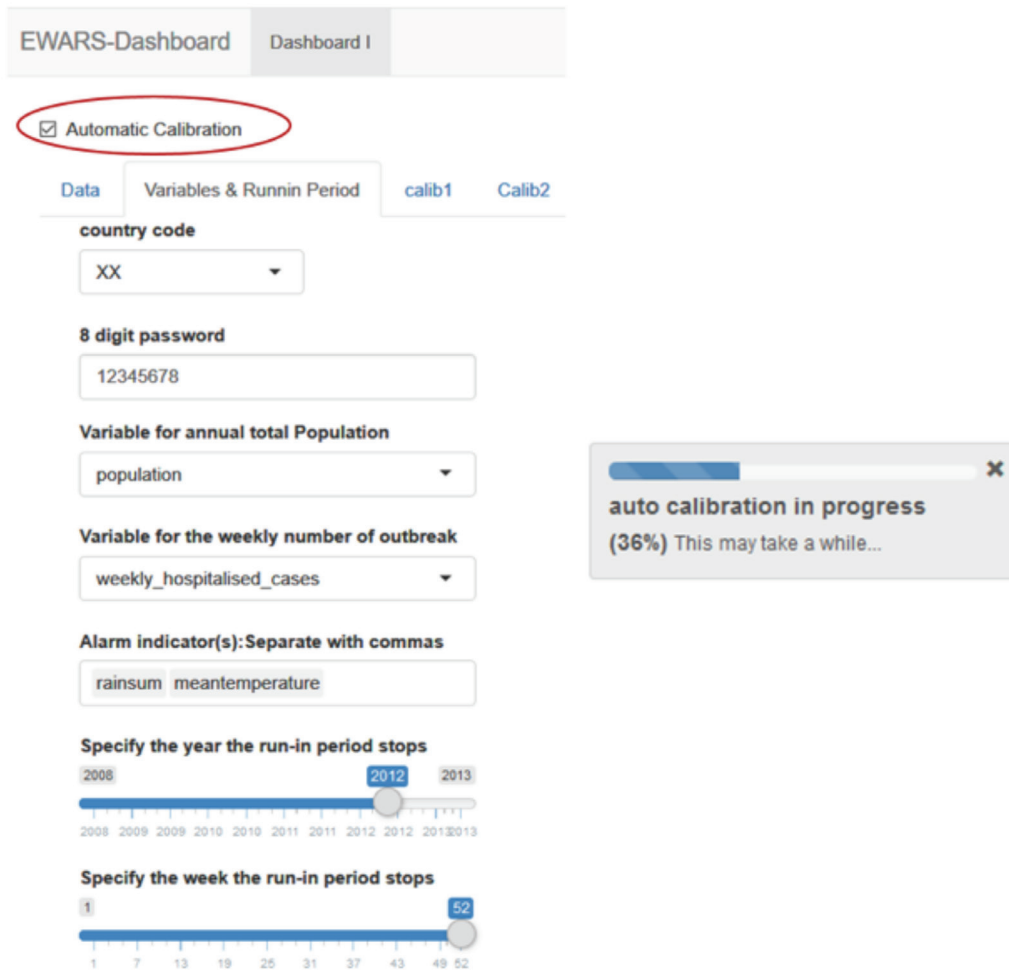 EWARS-Dashboard Dashboard I
Automatic Calibration
Data Variables & Runnin Period calib1 Calib2
country code
XX
8 digit password
12345678
Variable for annual total Population
population
Variable for the weekly number of outbreak
weekly_hospitalised_cases
Alarm indicator(s):Separate with commas
rainsum meantemperature
Specify the year the run-in period stops
2008 2012 2013
2008 2009 2009 2010 2010 2011 2011 2012 2012 2013 2013
Specify the week the run-in period stops
1 52
1 7 13 19 25 31 37 43 49 52
auto calibration in progress
(36%) This may take a while...